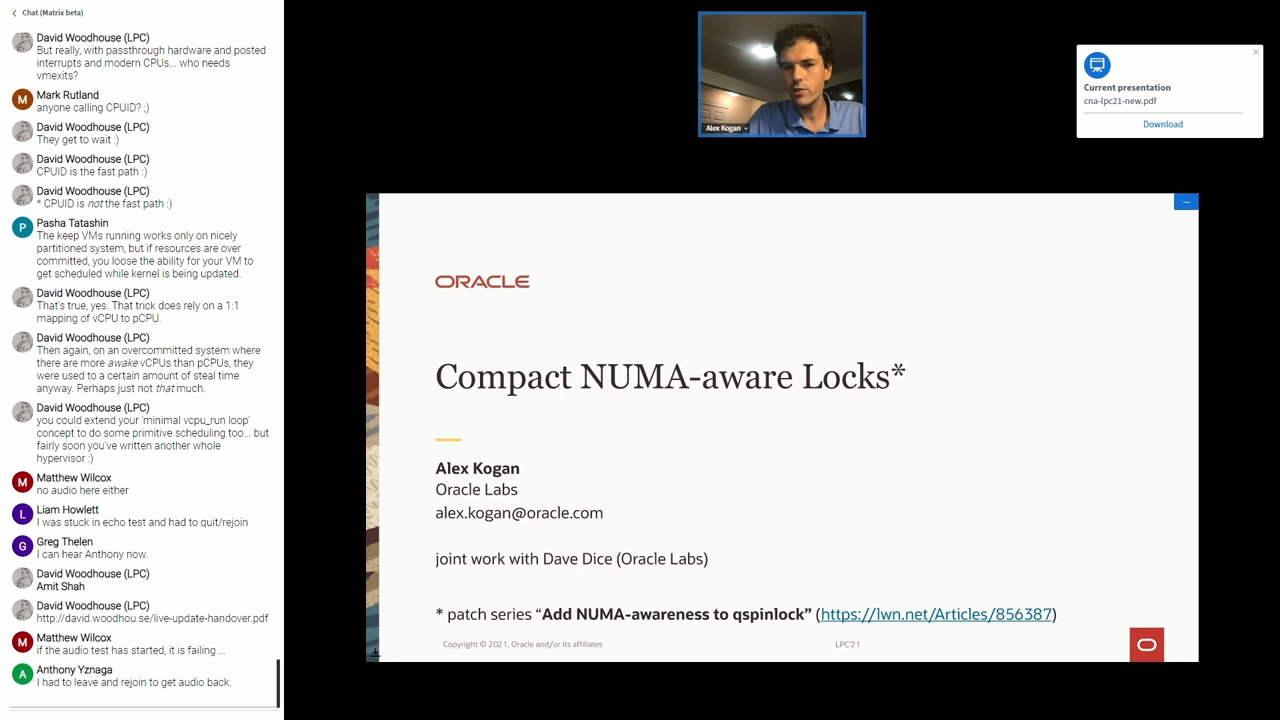 Chat (Matrix beta)
David Woodhouse (LPC)
But really, with passthrough hardware and posted
interrupts and modern CPUs... who needs
vmexits?
M
Mark Rutland
anyone calling CPUID? ;)
David Woodhouse (LPC)
They get to wait :)
David Woodhouse (LPC)
CPUID is the fast path :)
David Woodhouse (LPC)
* CPUID is not the fast path :)
P
Pasha Tatashin
The keep VMs running works only on nicely
partitioned system, but if resources are over
committed, you loose the ability for your VM to
get scheduled while kernel is being updated.
David Woodhouse (LPC)
That's true, yes. That trick does rely on a 1:1
mapping of vCPU to pCPU.
David Woodhouse (LPC)
Then again, on an overcommitted system where
there are more awake vCPUs than pCPUs, they
were used to a certain amount of steal time
anyway. Perhaps just not that much.
David Woodhouse (LPC)
you could extend your 'minimal vcpu_run loop'
concept to do some primitive scheduling too... but
fairly soon you've written another whole
hypervisor :)
M
Matthew Wilcox
no audio here either
L
Liam Howlett
I was stuck in echo test and had to quit/rejoin
G
Greg Thelen
I can hear Anthony now.
David Woodhouse (LPC)
Amit Shah
David Woodhouse (LPC)
http://david.woodhou.se/live-update-handover.pdf
M
Matthew Wilcox
if the audio test has started, it is failing ...
A
Anthony Yznaga
I had to leave and rejoin to get audio back.
Alex Kogan
Current presentation
cna-lpc21-new.pdf
Download
ORACLE
Compact NUMA-aware Locks*
Alex Kogan
Oracle Labs
alex.kogan@oracle.com
joint work with Dave Dice (Oracle Labs)
* patch series “Add NUMA-awareness to qspinlock” (https://lwn.net/Articles/856387)
Copyright © 2021, Oracle and/or its affiliates
LPC'21